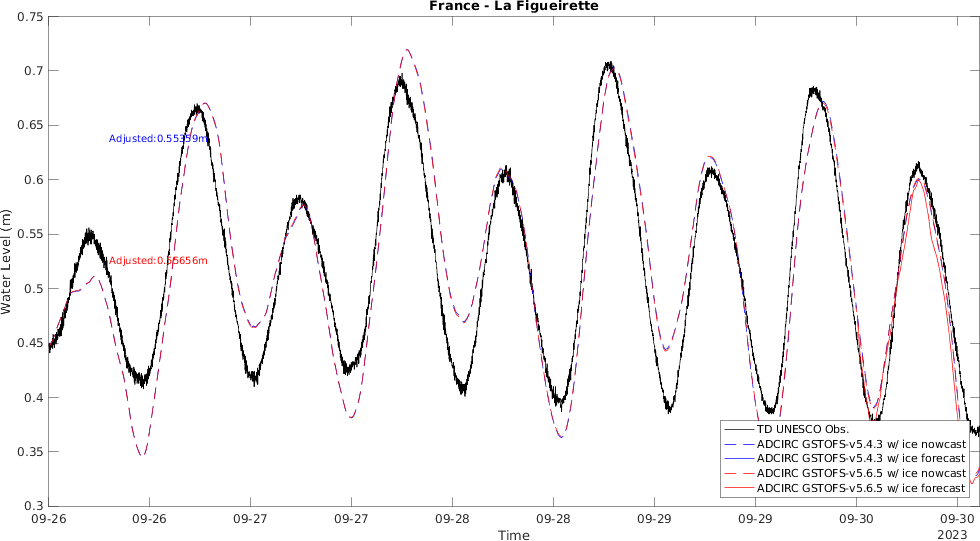 France - La Figueirette
0.75
0.7
0.65
0.6
0.55
0.5
0.45
0.4
0.35
0.3
Water Level (m)
Adjusted:0.55359m
Adjusted:0.55656m
TD UNESCO Obs.
ADCIRC GSTOFS-v5.4.3 w/ ice nowcast
ADCIRC GSTOFS-v5.4.3 w/ ice forecast
ADCIRC GSTOFS-v5.6.5 w/ ice nowcast
ADCIRC GSTOFS-v5.6.5 w/ ice forecast
09-26 09-26 09-27 09-27 09-28 09-28 09-29 09-29 09-30 09-30
Time
2023